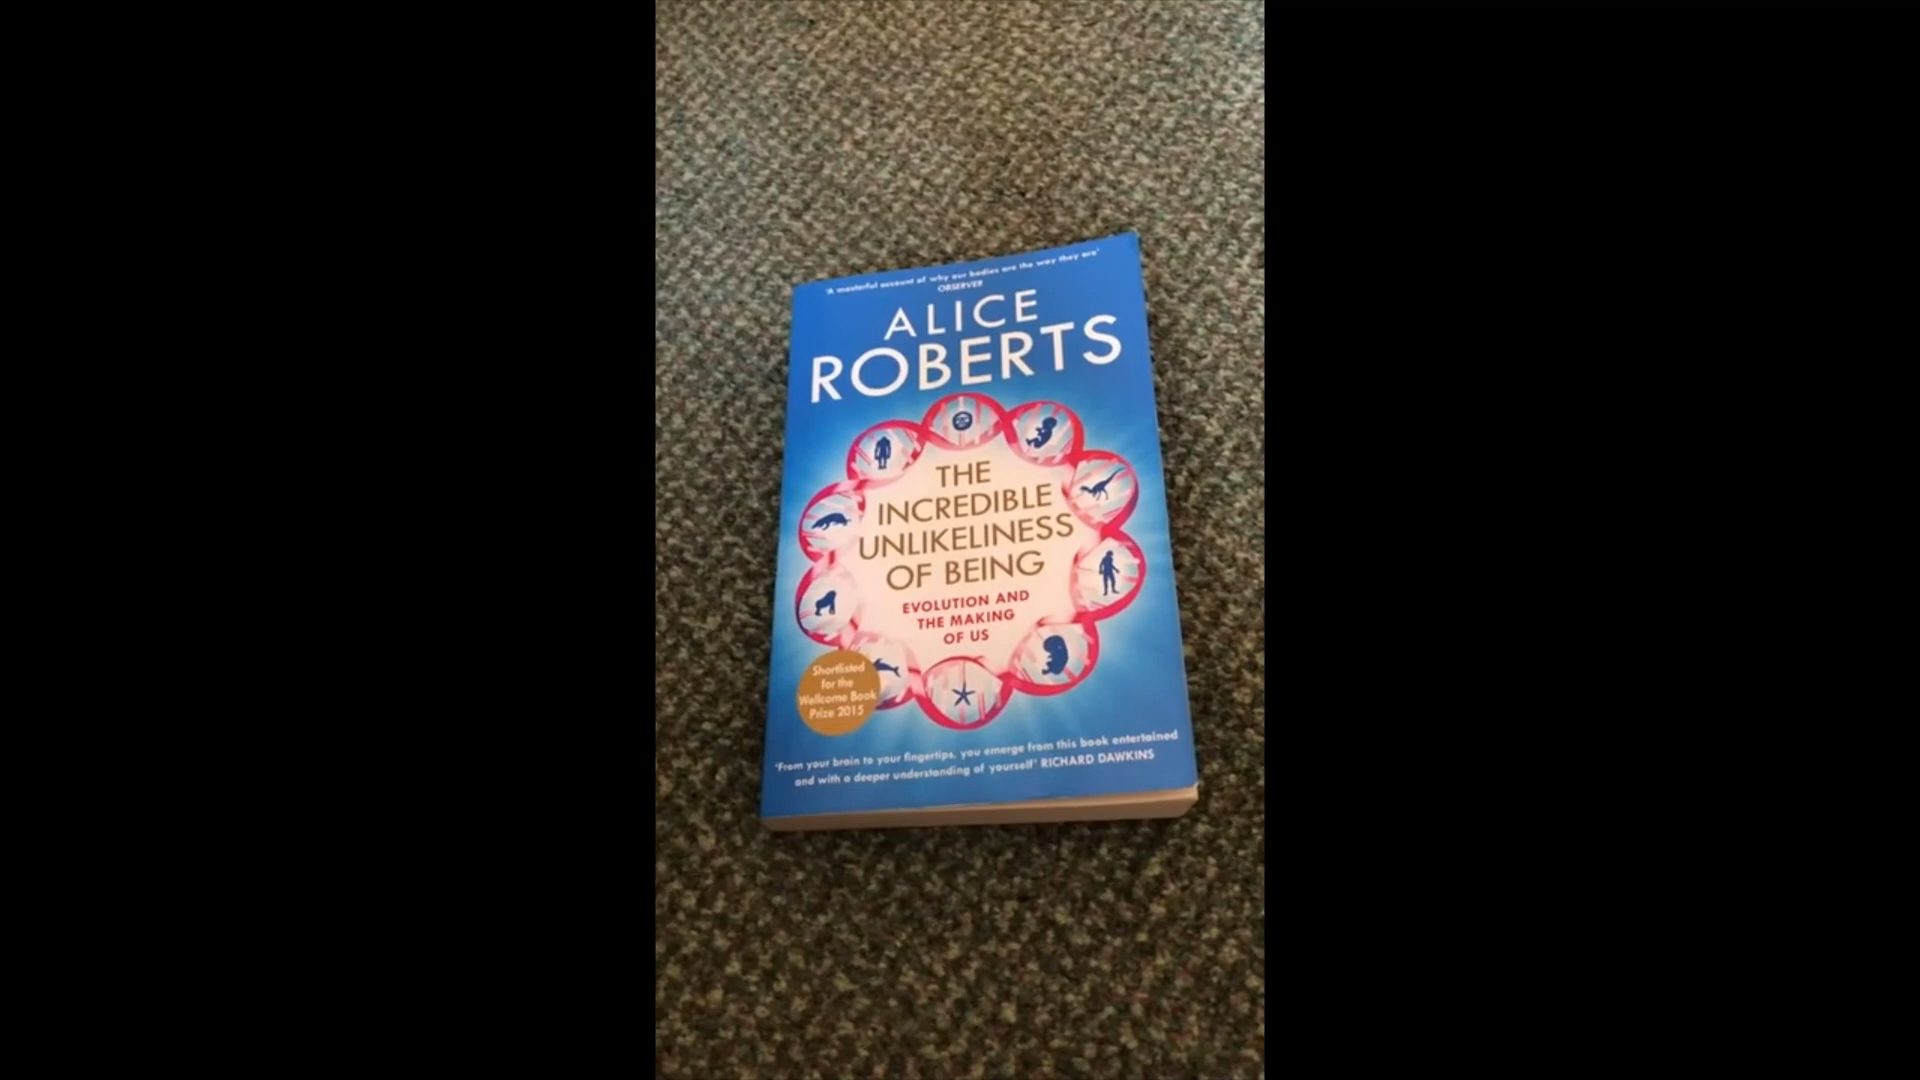 'A masterful account of why our bodies are the way they are'
OBSERVER
ALICE
ROBERTS
THE
INCREDIBLE
UNLIKELINESS
OF BEING
EVOLUTION AND
THE MAKING
OF US
Shortlisted
for the
Wellcome Book
Prize 2015
'From your brain to your fingertips, you emerge from this book entertained
and with a deeper understanding of yourself' RICHARD DAWKINS